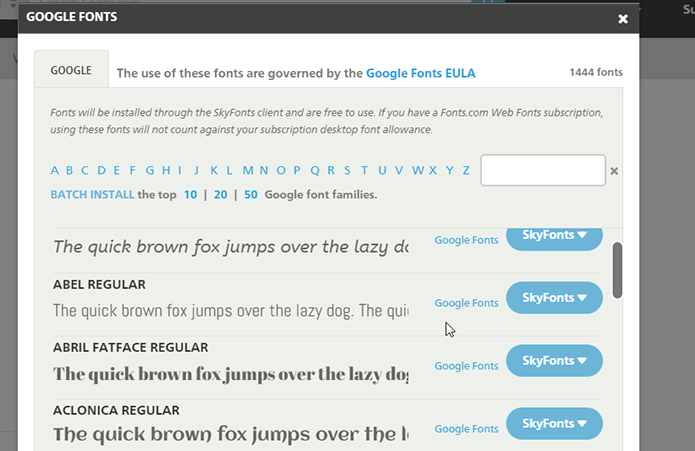 Su
GOOGLE FONTS
GOOGLE
The use of these fonts are governed by the Google Fonts EULA
1444 fonts
Fonts will be installed through the SkyFonts client and are free to use. If you have a Fonts.com Web Fonts subscription,
using these fonts will not count against your subscription desktop font allowance.
A B C D E F G H I J K L M N O P Q R S T U V W X Y Z
BATCH INSTALL the top 10 | 20 | 50 Google font families.
The quick brown fox jumps over the lazy do
Google Fonts
SkyFonts
ABEL REGULAR
The quick brown fox jumps over the lazy dog. The qui
Google Fonts
SkyFonts
ABRIL FATFACE REGULAR
The quick brown fox jumps over the lazy dog
Google Fonts
SkyFonts
ACLONICA REGULAR
The quick brown fox jumps over the l
Google Fonts
SkyFonts